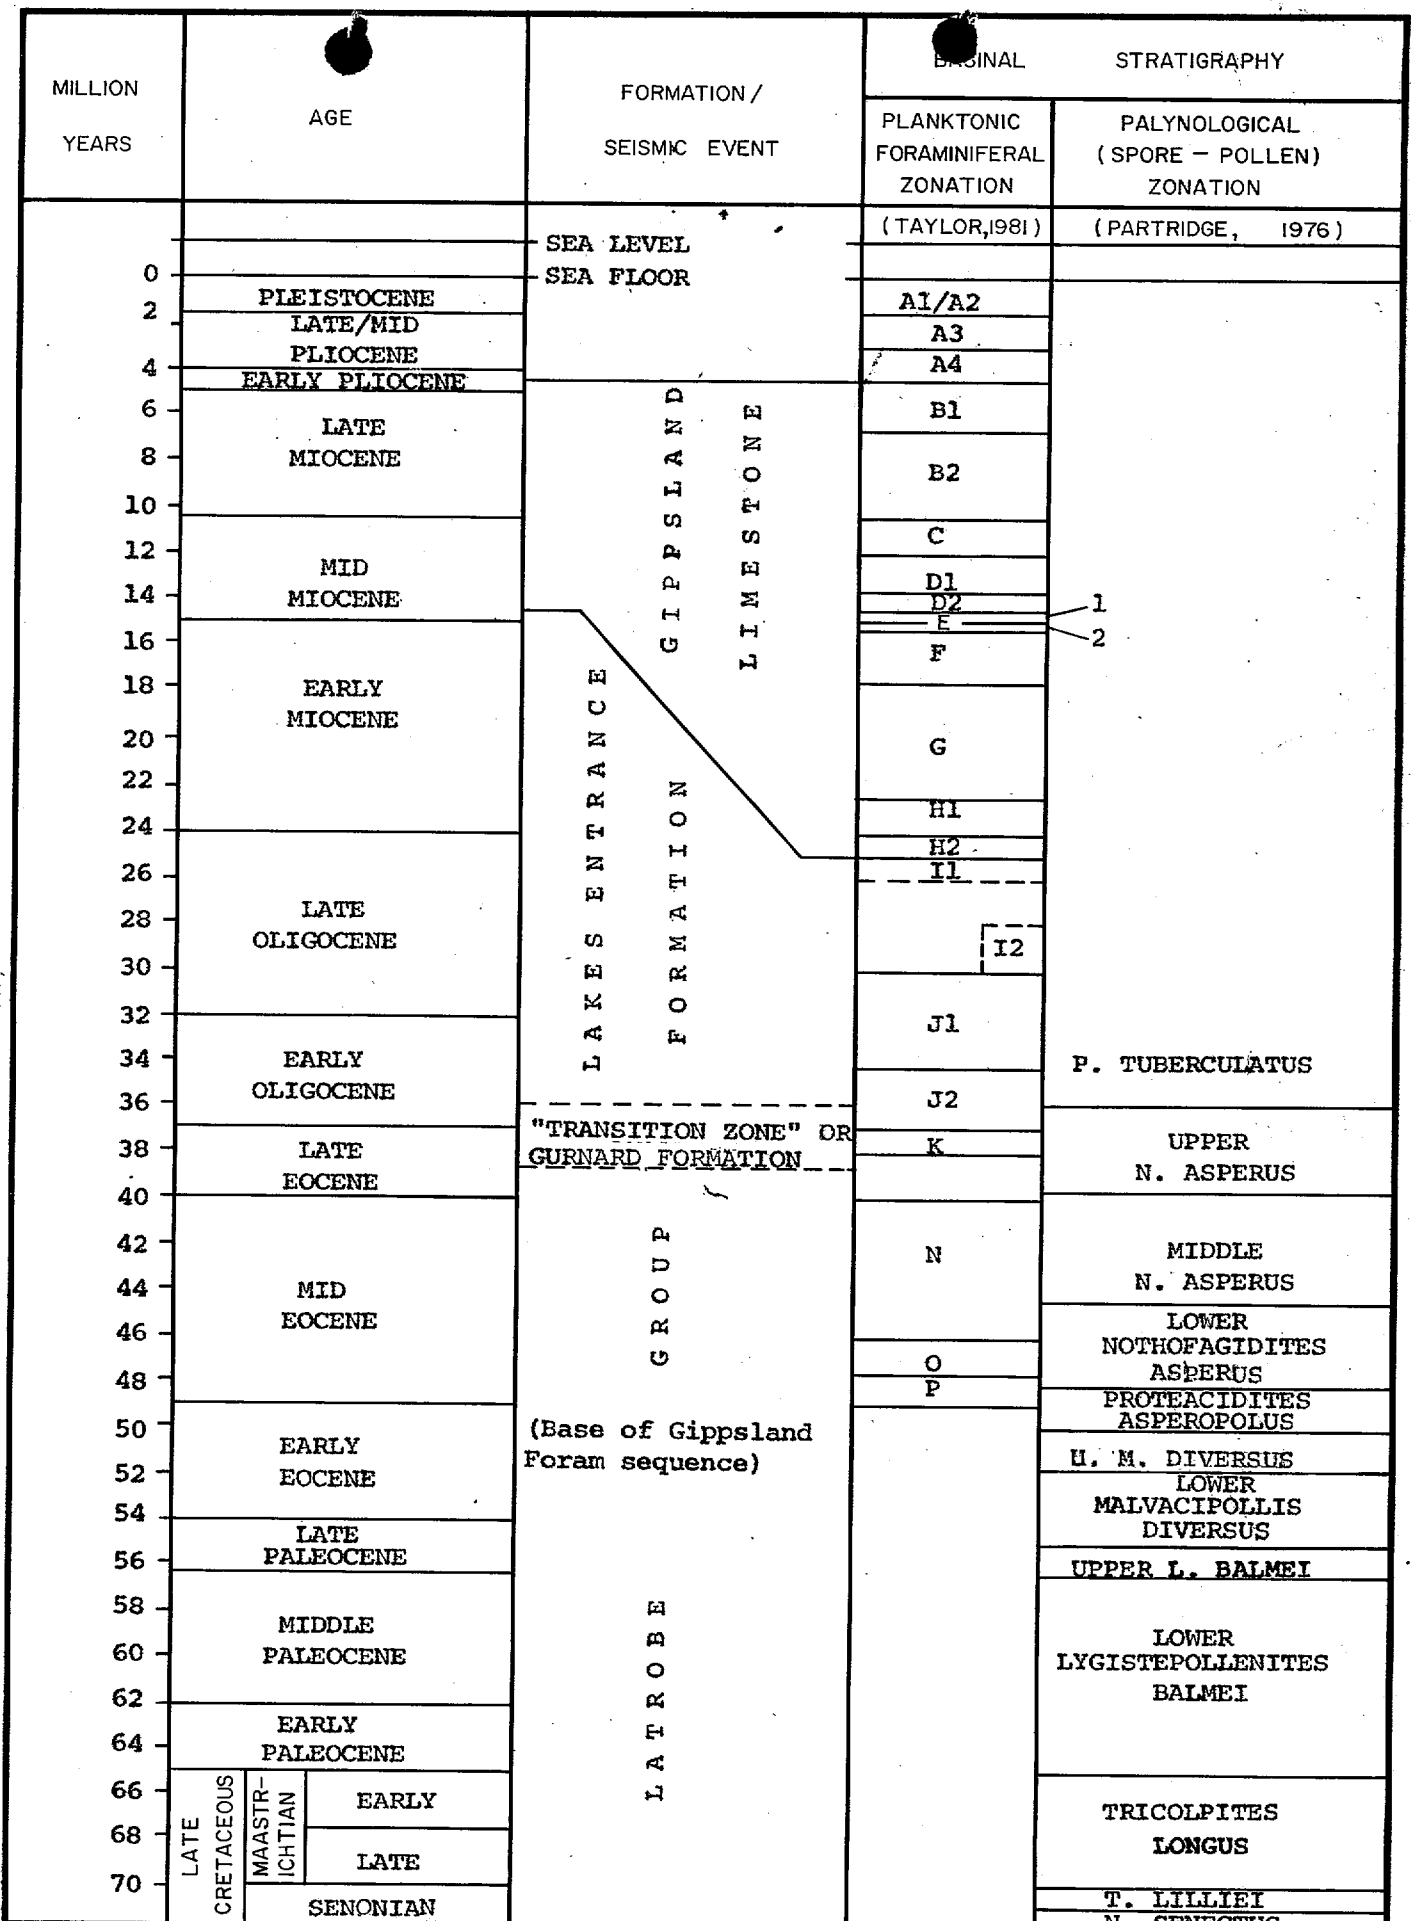 MILLION
YEARS
AGE
FORMATION /
SEISMIC EVENT
BASINAL STRATIGRAPHY
PLANKTONIC
FORAMINIFERAL
ZONATION
PALYNOLOGICAL
( SPORE – POLLEN )
ZONATION
( TAYLOR,1981 )
( PARTRIDGE, 1976 )
SEA LEVEL
SEA FLOOR
0
2
4
6
8
10
12
14
16
18
20
22
24
26
28
30
32
34
36
38
40
42
44
46
48
50
52
54
56
58
60
62
64
66
68
70
PLEISTOCENE
LATE/MID
PLIOCENE
EARLY PLIOCENE
LATE
MIOCENE
MID
MIOCENE
EARLY
MIOCENE
LATE
OLIGOCENE
EARLY
OLIGOCENE
LATE
EOCENE
MID
EOCENE
EARLY
EOCENE
LATE
PALEOCENE
MIDDLE
PALEOCENE
EARLY
PALEOCENE
LATE
CRETACEOUS
MAASTR-
ICHTIAN
EARLY
LATE
SENONIAN
GIPPSLAND
LIMESTONE
LAKES ENTRANCE
FORMATION
"TRANSITION ZONE" OR
GURNARD FORMATION
LATROBE GROUP
(Base of Gippsland
Foram sequence)
A1/A2
A3
A4
B1
B2
C
D1
D2
E
1
2
F
G
H1
H2
I1
I2
J1
J2
K
N
O
P
P. TUBERCULATUS
UPPER
N. ASPERUS
MIDDLE
N. ASPERUS
LOWER
NOTHOFAGIDITES
ASPERUS
PROTEACIDITES
ASPEROPOLUS
U. M. DIVERSUS
LOWER
MALVACIPOLLIS
DIVERSUS
UPPER L. BALMEI
LOWER
LYGISTEPOLLENITES
BALMEI
TRICOLPITES
LONGUS
T. LILLIEI
N. SENECTUS